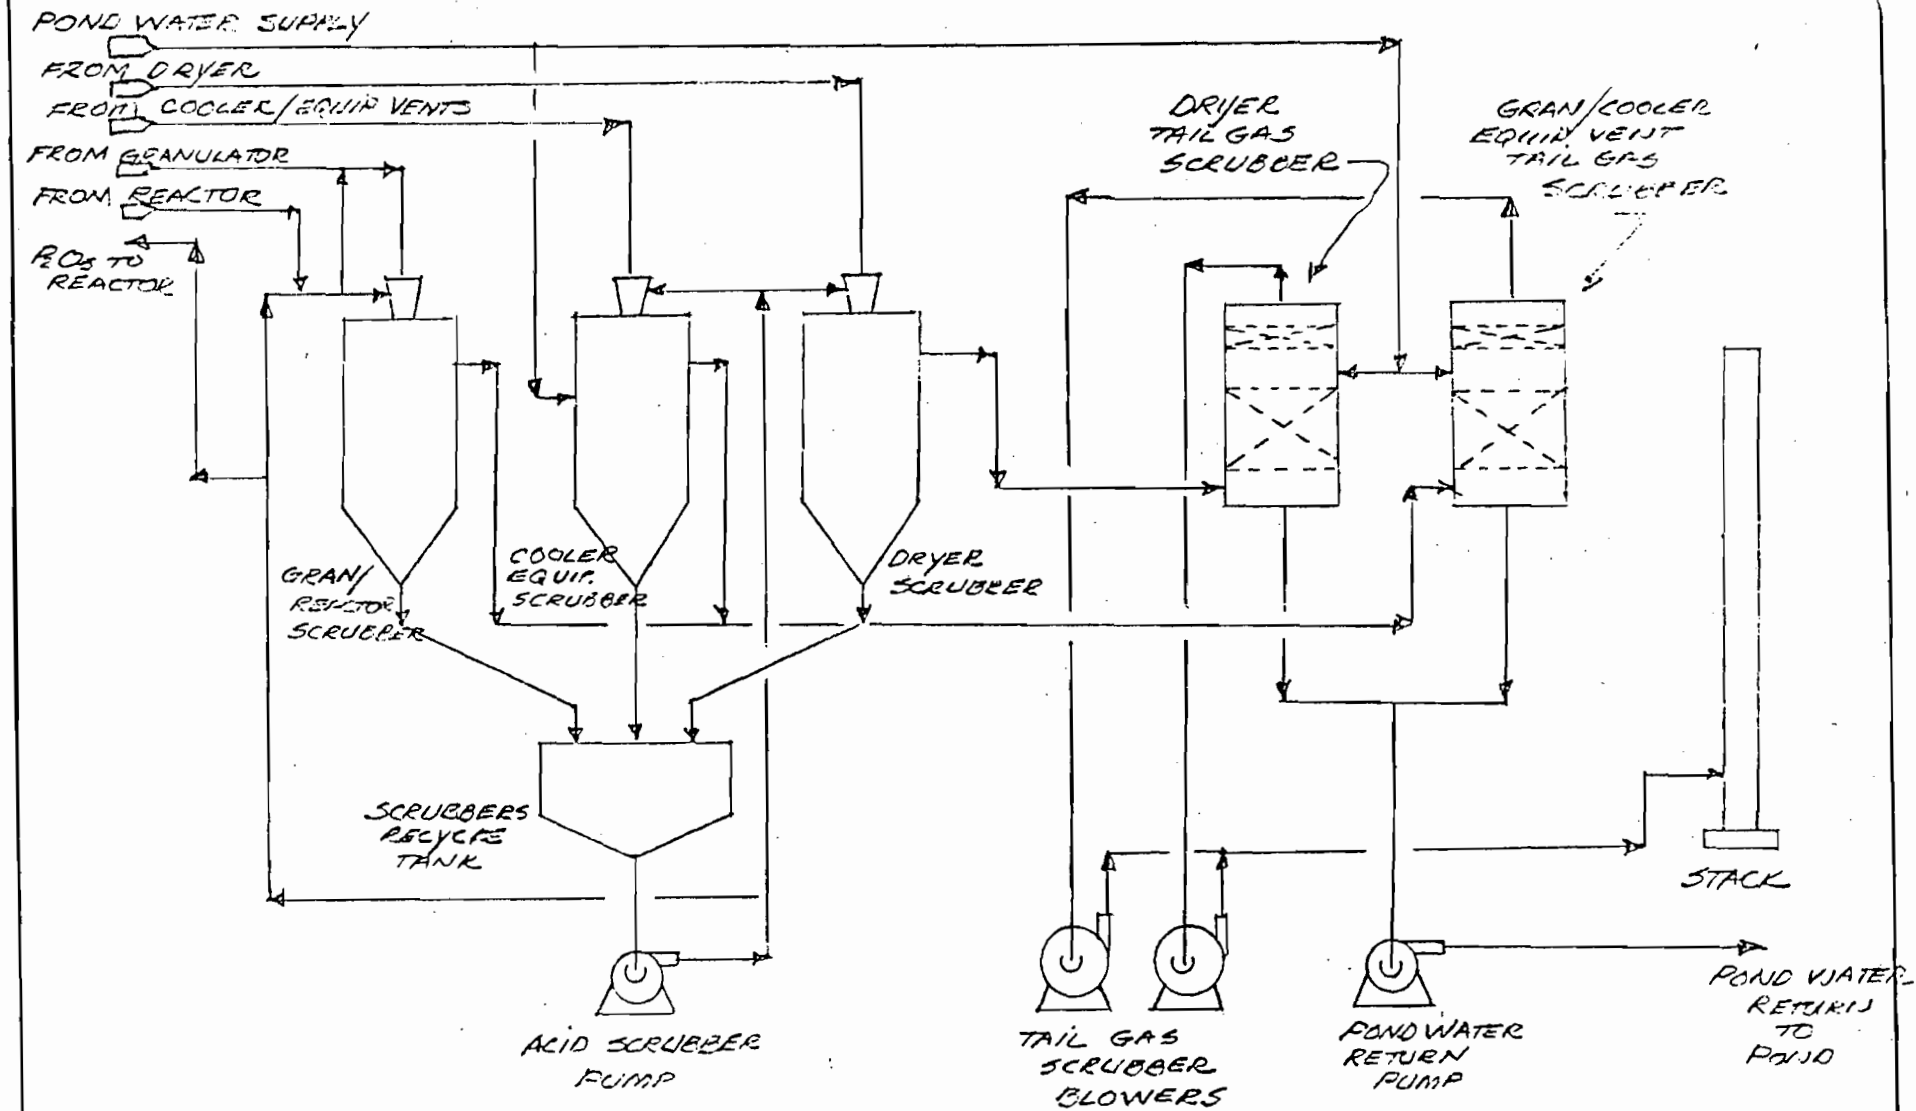 POND WATER SUPPLY
FROM DRYER
FROM COOLER/EQUIP VENTS
FROM GRANULATOR
FROM REACTOR
P2O5 TO
REACTOR
DRYER
TAIL GAS
SCRUBBER
GRAN/COOLER
EQUIP VENT
TAIL GAS
SCRUBBER
GRAN/
REACTOR
SCRUBBER
COOLER
EQUIP.
SCRUBBER
DRYER
SCRUBBER
SCRUBBERS
RECYCLE
TANK
STACK
ACID SCRUBBER
PUMP
TAIL GAS
SCRUBBER
BLOWERS
POND WATER
RETURN
PUMP
POND WATER
RETURN
TO
POND